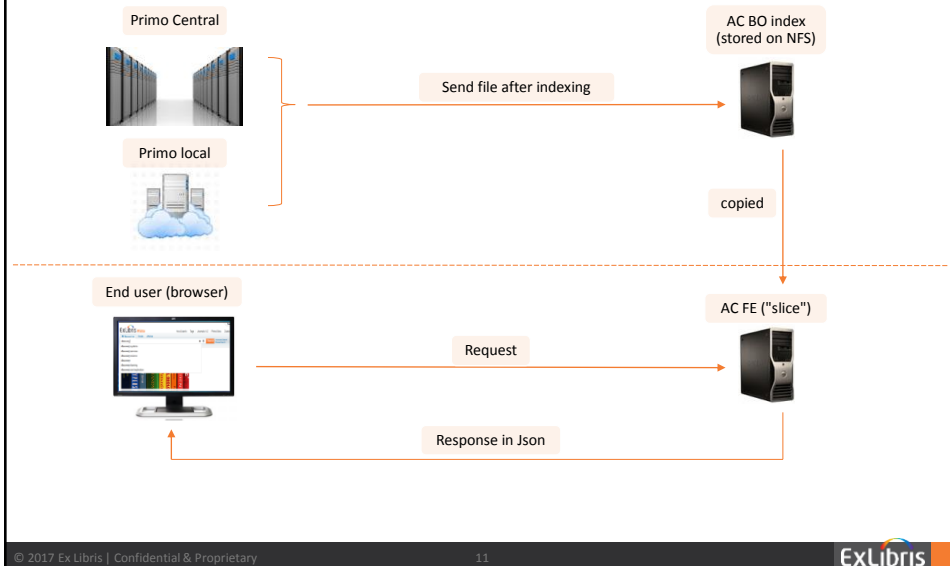 Primo Central
AC BO index
(stored on NFS)
Send file after indexing
Primo local
copied
End user (browser)
AC FE ("slice")
Request
Response in Json
© 2017 Ex Libris | Confidential & Proprietary
11
ExLibris